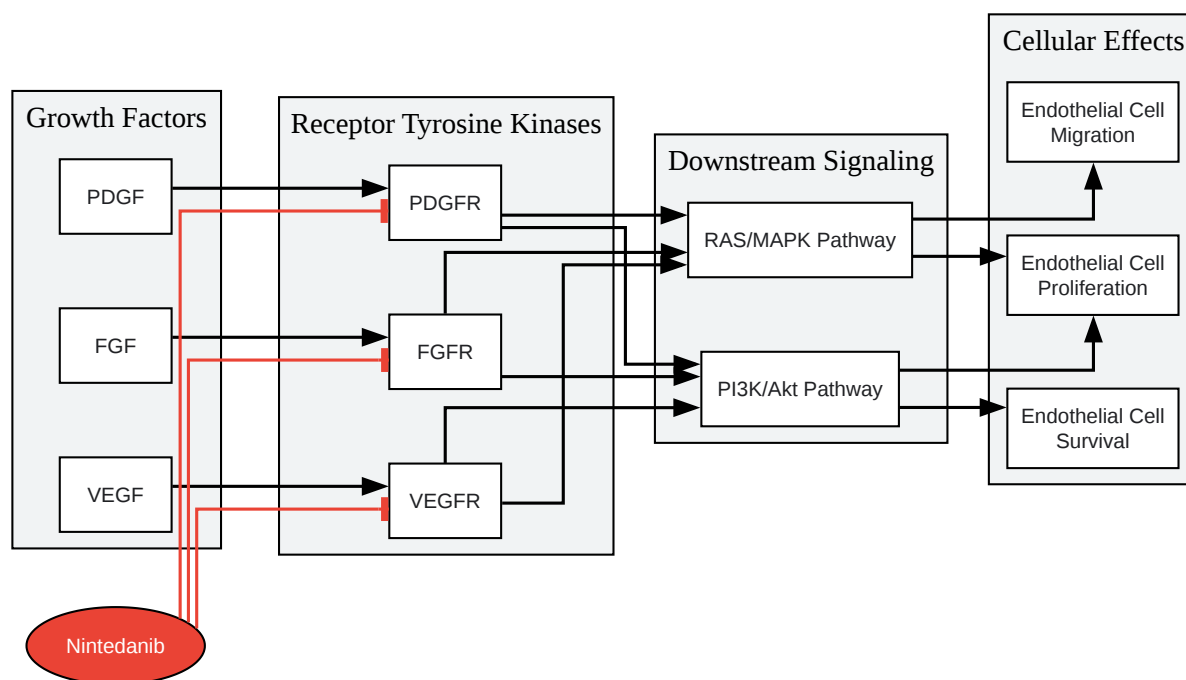 Growth Factors
PDGF
FGF
VEGF
Nintedanib
Receptor Tyrosine Kinases
PDGFR
FGFR
VEGFR
Downstream Signaling
RAS/MAPK Pathway
PI3K/Akt Pathway
Cellular Effects
Endothelial Cell
Migration
Endothelial Cell
Proliferation
Endothelial Cell
Survival